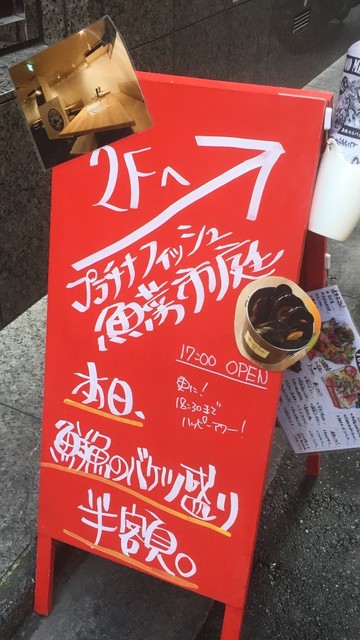 2Fへ
プラチナフィッシュ
魚蕩市庭
17:00 OPEN
更に!
18:30まで
ハッピーアワー!
本日、
鮮魚のバケツ盛り
半額。